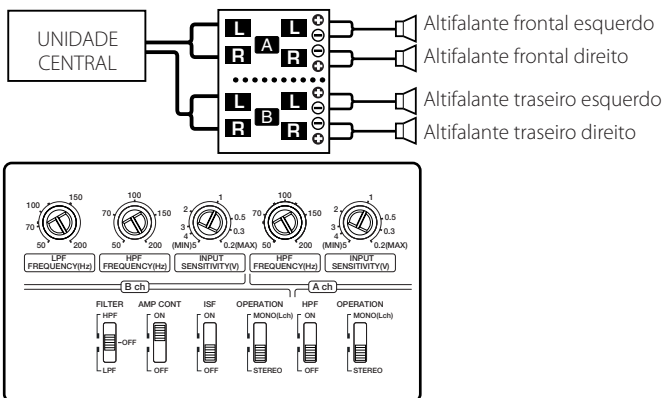 UNIDADE
CENTRAL
L L
A
R R
L L
B
R R
Altifalante frontal esquerdo
Altifalante frontal direito
Altifalante traseiro esquerdo
Altifalante traseiro direito
50 70 100 150 200
LPF
FREQUENCY(Hz)
50 70 100 150 200
HPF
FREQUENCY(Hz)
(MIN)5 4 3 2 1 0.5 0.3 0.2(MAX)
INPUT
SENSITIVITY(V)
50 70 100 150 200
HPF
FREQUENCY(Hz)
(MIN)5 4 3 2 1 0.5 0.3 0.2(MAX)
INPUT
SENSITIVITY(V)
B ch
A ch
FILTER
HPF
OFF
LPF
AMP CONT
ON
OFF
ISF
ON
OFF
OPERATION
MONO(Lch)
STEREO
HPF
ON
OFF
OPERATION
MONO(Lch)
STEREO